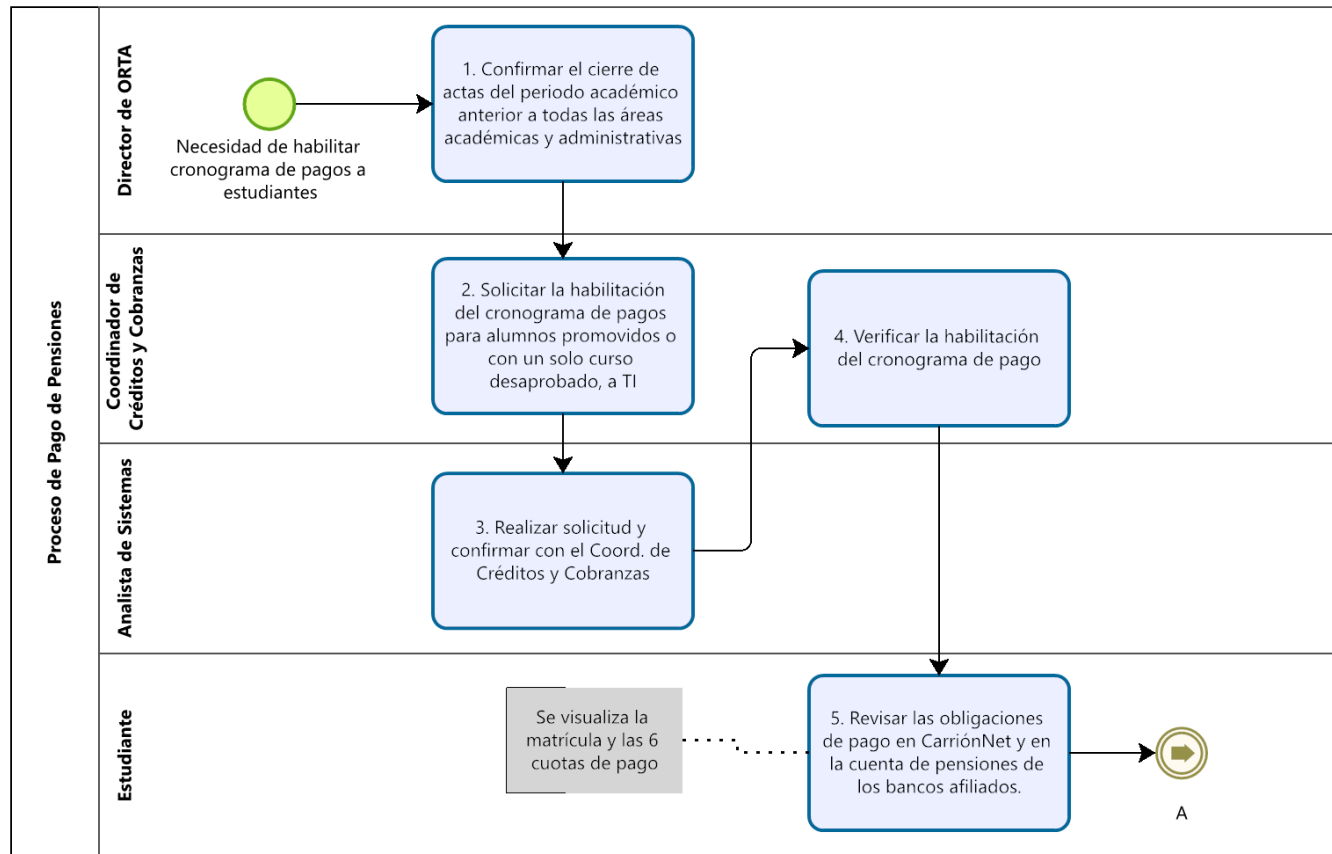 Proceso de Pago de Pensiones
Director de ORTA
Necesidad de habilitar
cronograma de pagos a
estudiantes
1. Confirmar el cierre de
actas del periodo académico
anterior a todas las áreas
académicas y administrativas
Coordinador de
Créditos y Cobranzas
2. Solicitar la habilitación
del cronograma de pagos
para alumnos promovidos o
con un solo curso
desaprobado, a TI
4. Verificar la habilitación
del cronograma de pago
Analista de Sistemas
3. Realizar solicitud y
confirmar con el Coord. de
Créditos y Cobranzas
Estudiante
Se visualiza la
matrícula y las 6
cuotas de pago
5. Revisar las obligaciones
de pago en CarriónNet y en
la cuenta de pensiones de
los bancos afiliados.
A